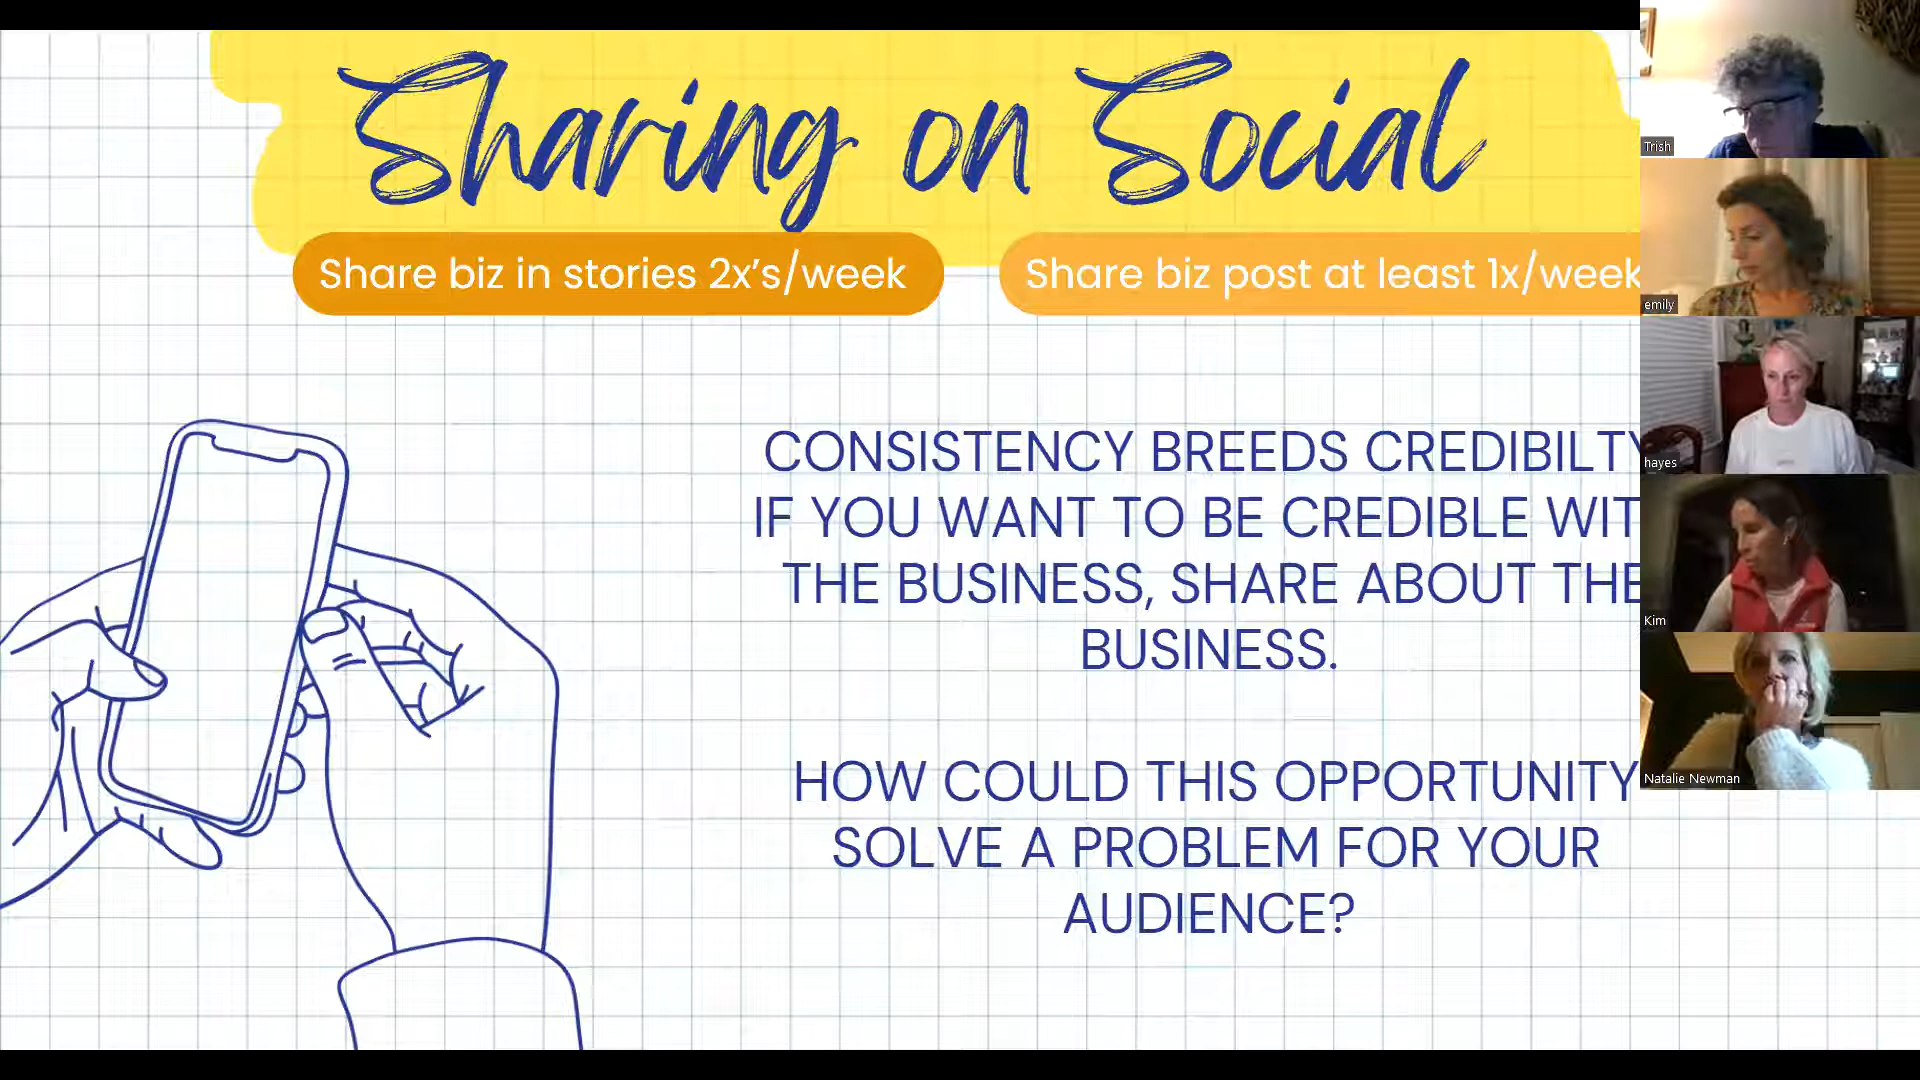 Sharing on Social
Share biz in stories 2x's/week
Share biz post at least 1x/week
CONSISTENCY BREEDS CREDIBILTY
IF YOU WANT TO BE CREDIBLE WIT
THE BUSINESS, SHARE ABOUT THE
BUSINESS.
HOW COULD THIS OPPORTUNITY
SOLVE A PROBLEM FOR YOUR
AUDIENCE?
Trish
emily
hayes
Kim
Natalie Newman